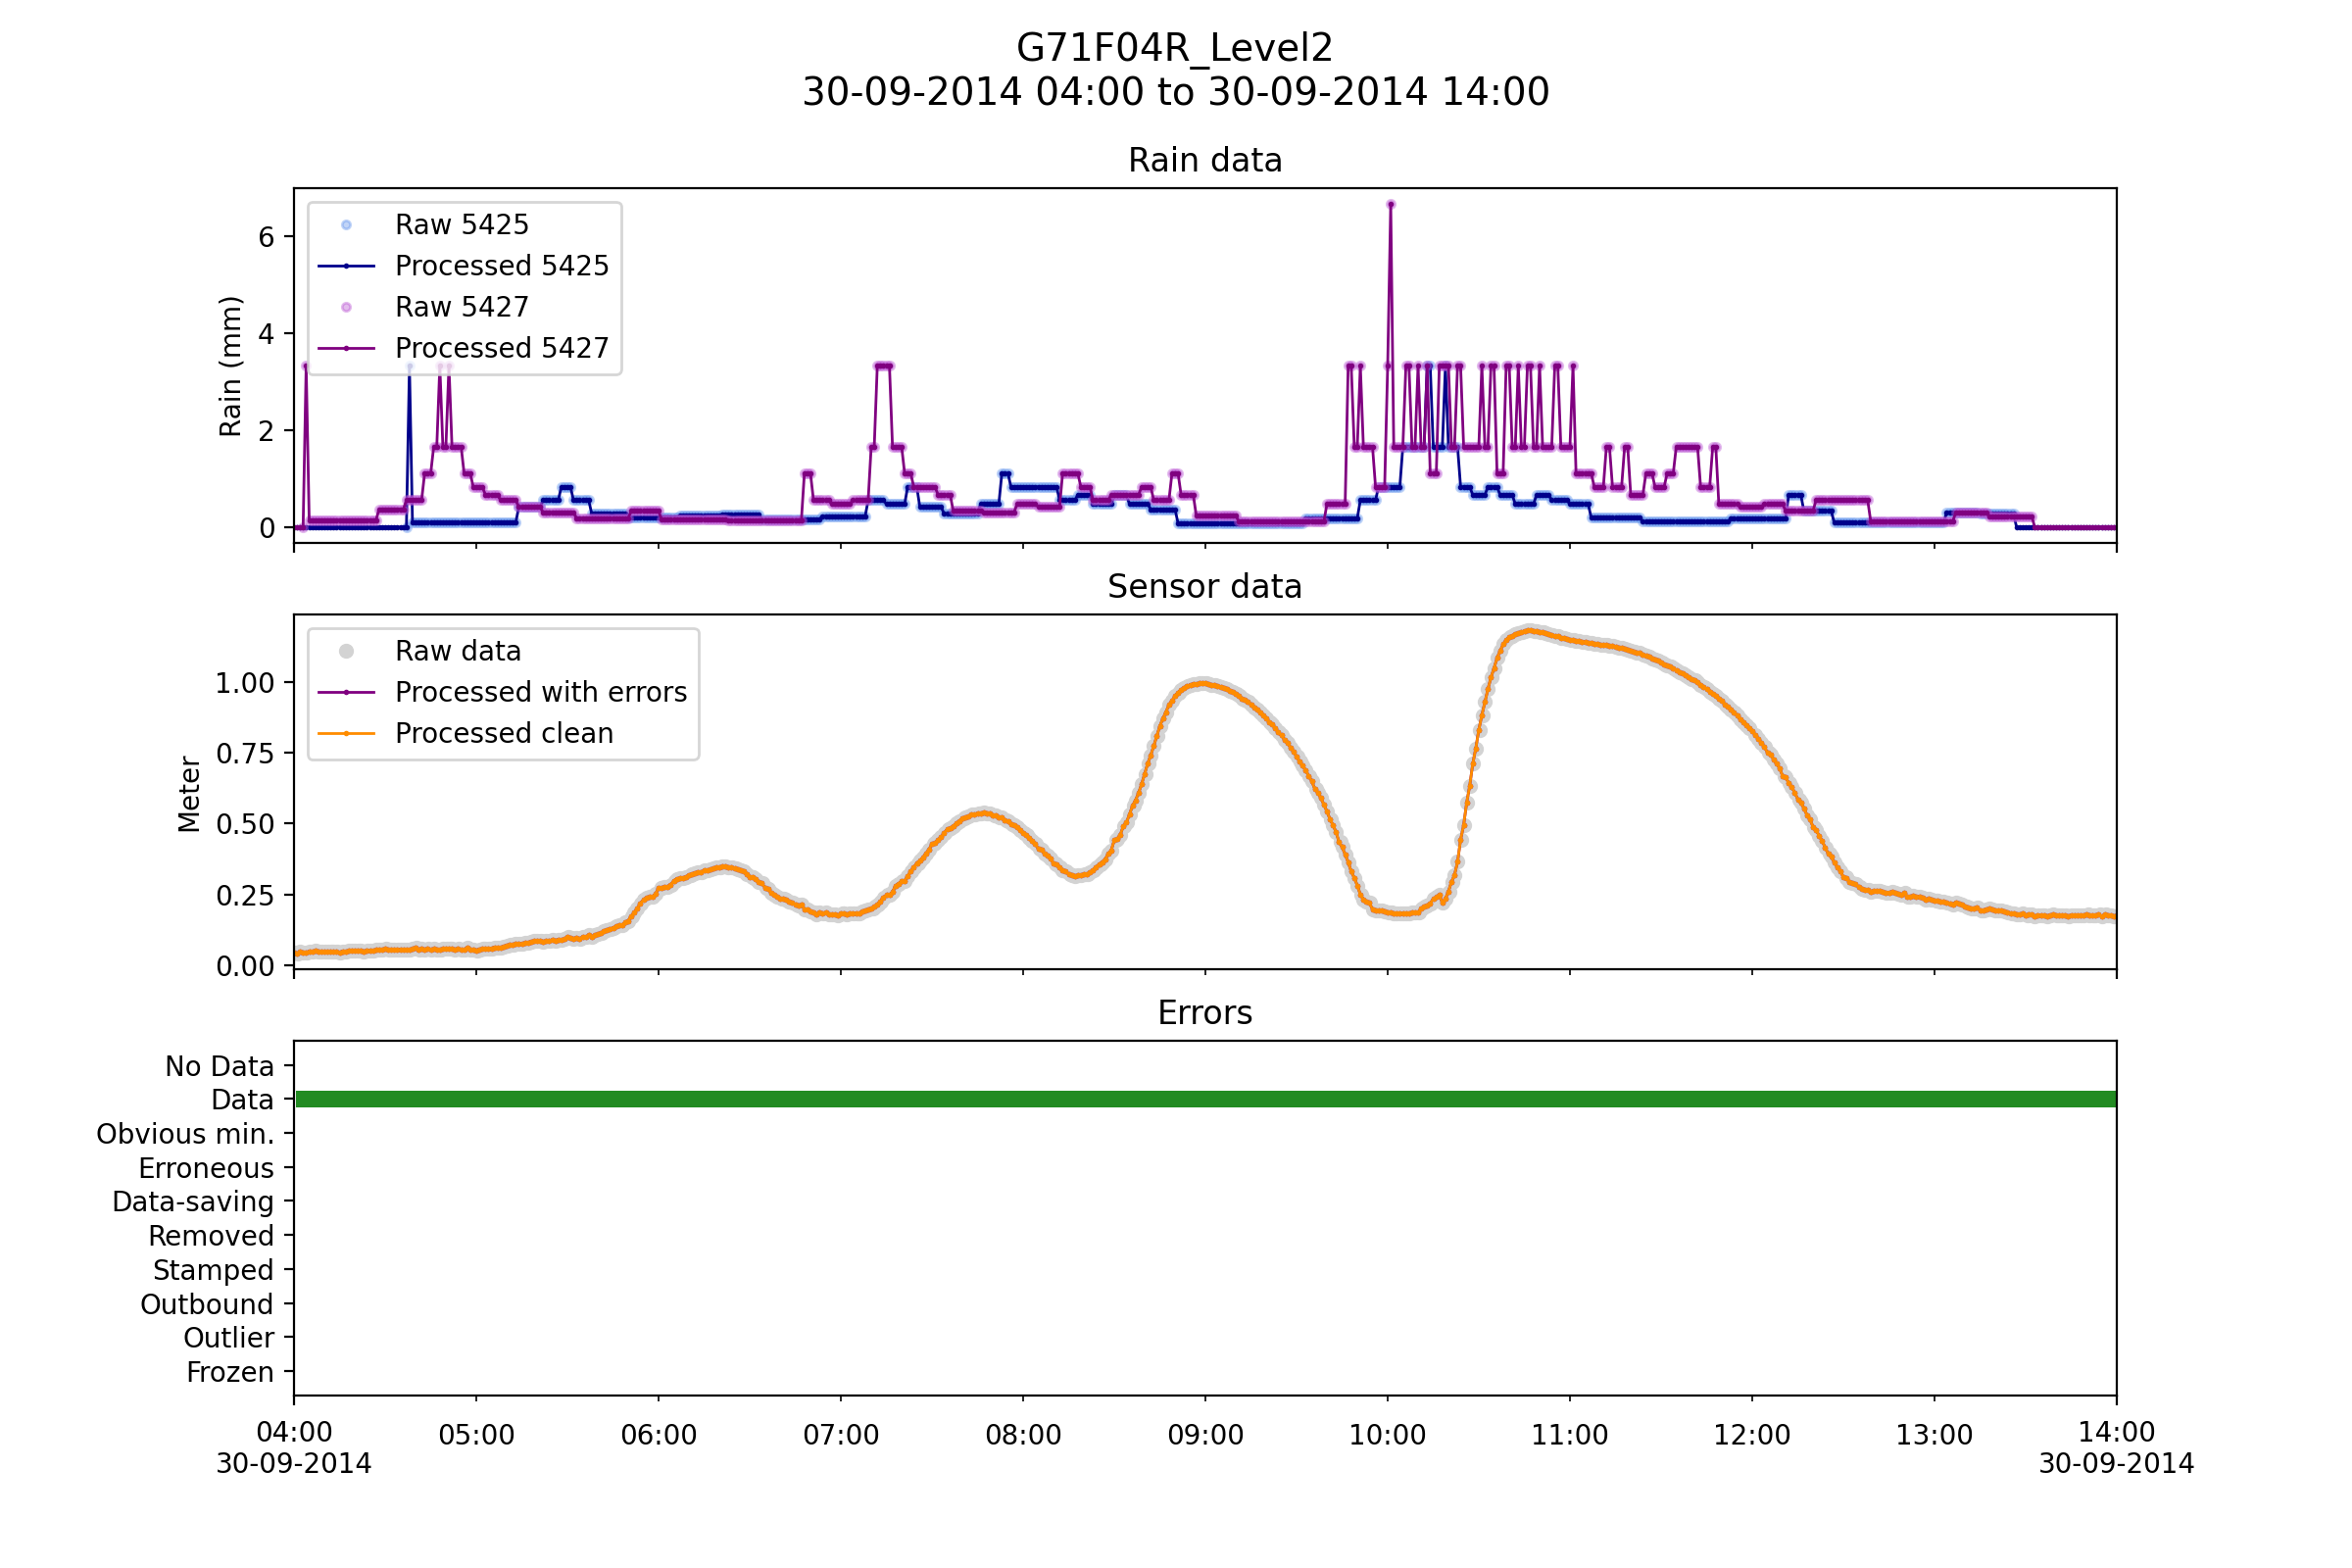 G71F04R_Level2
30-09-2014 04:00 to 30-09-2014 14:00
Rain data
Rain (mm)
6
4
2
0
Raw 5425
Processed 5425
Raw 5427
Processed 5427
Sensor data
Meter
1.00
0.75
0.50
0.25
0.00
Raw data
Processed with errors
Processed clean
Errors
No Data
Data
Obvious min.
Erroneous
Data-saving
Removed
Stamped
Outbound
Outlier
Frozen
04:00 05:00 06:00 07:00 08:00 09:00 10:00 11:00 12:00 13:00 14:00
30-09-2014 30-09-2014